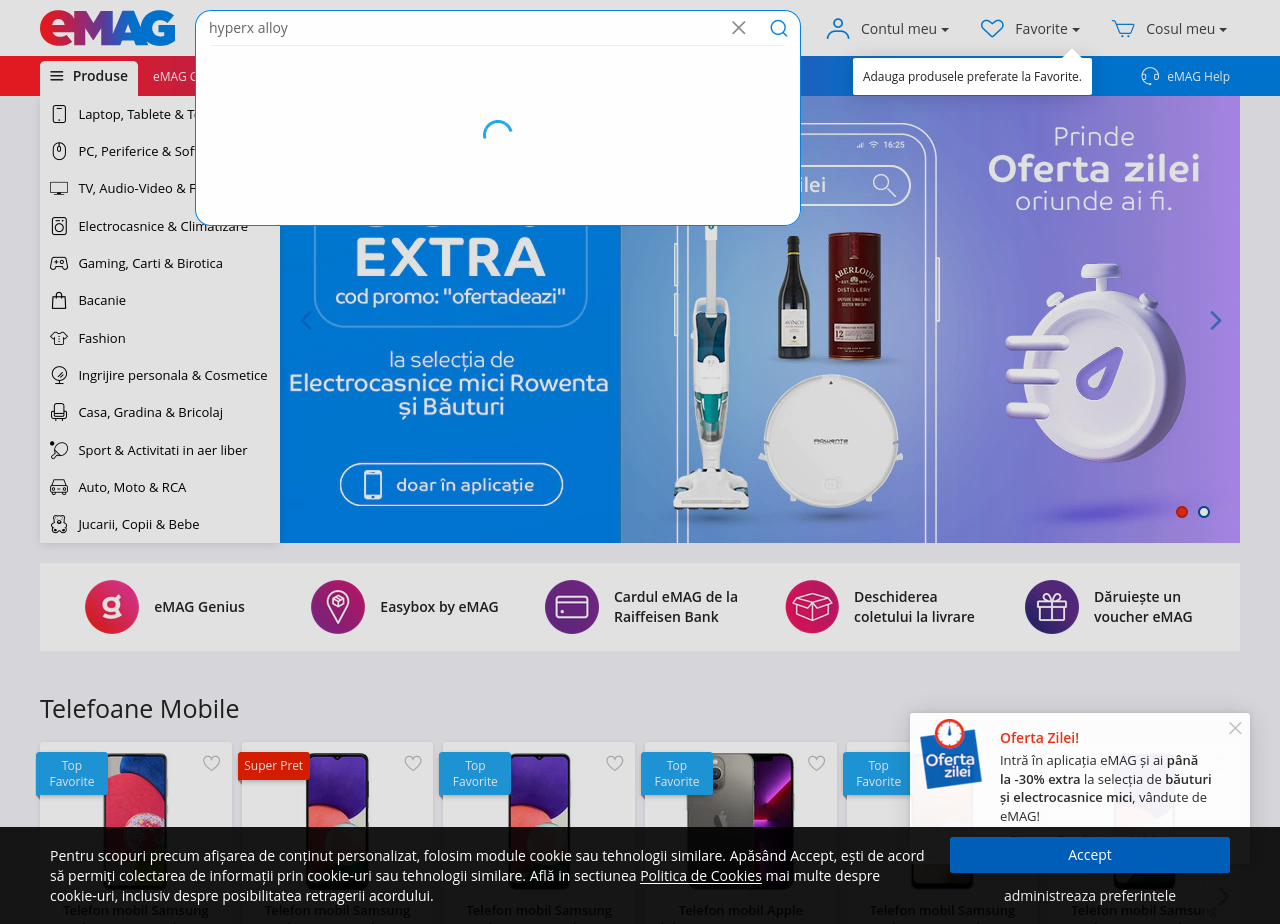 eMAG
hyperx alloy
Contul meu
Favorite
Cosul meu
Produse
eMAG G
Adauga produsele preferate la Favorite.
eMAG Help
Laptop, Tablete & Te
PC, Periferice & Soft
TV, Audio-Video & F
Electrocasnice & Climatizare
Gaming, Carti & Birotica
Bacanie
Fashion
Ingrijire personala & Cosmetice
Casa, Gradina & Bricolaj
Sport & Activitati in aer liber
Auto, Moto & RCA
Jucarii, Copii & Bebe
EXTRA
cod promo: "ofertadeazi"
la selecția de
Electrocasnice mici Rowenta
și Băuturi
doar în aplicație
16:25
ilei
ABERLOUR
DISTILLERY
12
ROWENTA
Prinde
Oferta zilei
oriunde ai fi.
eMAG Genius
Easybox by eMAG
Cardul eMAG de la
Raiffeisen Bank
Deschiderea
coletului la livrare
Dăruiește un
voucher eMAG
Telefoane Mobile
Top
Favorite
Super Pret
Top
Favorite
Top
Favorite
Top
Favorite
Oferta
zilei
Oferta Zilei!
Intră în aplicația eMAG și ai până
la -30% extra la selecția de băuturi
și electrocasnice mici, vândute de
eMAG!
Pentru scopuri precum afișarea de conținut personalizat, folosim module cookie sau tehnologii similare. Apăsând Accept, ești de acord
să permiți colectarea de informații prin cookie-uri sau tehnologii similare. Află in sectiunea Politica de Cookies mai multe despre
cookie-uri, inclusiv despre posibilitatea retragerii acordului.
Accept
administreaza preferintele
Telefon mobil Samsung
Telefon mobil Samsung
Telefon mobil Samsung
Telefon mobil Apple
Telefon mobil Samsung
Telefon mobil Samsung